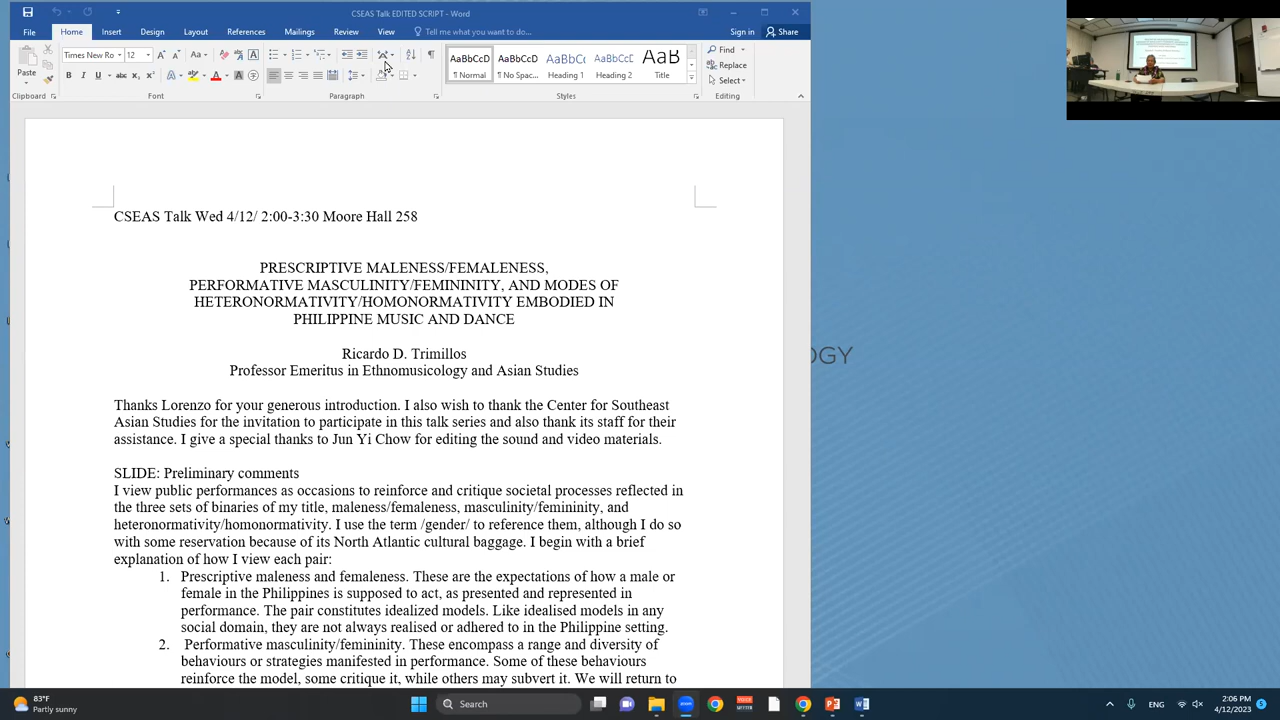 CSEAS Talk EDITED SCRIPT - Word
File Home Insert Design Layout References Mailings Review View Tell me what you want to do... Sign in Share
Times New Ro 12 Aa AaBbCcD AaBbCcD AaBbCc AaBbCcD AaB Find
Paste Replace
B I U abc ¶ Normal ¶ No Spac... Heading 1 Heading 2 Title Select
Clipboard Font Paragraph Styles Editing
CSEAS Talk Wed 4/12/ 2:00-3:30 Moore Hall 258
PRESCRIPTIVE MALENESS/FEMALENESS,
PERFORMATIVE MASCULINITY/FEMININITY, AND MODES OF
HETERONORMATIVITY/HOMONORMATIVITY EMBODIED IN
PHILIPPINE MUSIC AND DANCE
Ricardo D. Trimillos
Professor Emeritus in Ethnomusicology and Asian Studies
Thanks Lorenzo for your generous introduction. I also wish to thank the Center for Southeast
Asian Studies for the invitation to participate in this talk series and also thank its staff for their
assistance. I give a special thanks to Jun Yi Chow for editing the sound and video materials.
SLIDE: Preliminary comments
I view public performances as occasions to reinforce and critique societal processes reflected in
the three sets of binaries of my title, maleness/femaleness, masculinity/femininity, and
heteronormativity/homonormativity. I use the term /gender/ to reference them, although I do so
with some reservation because of its North Atlantic cultural baggage. I begin with a brief
explanation of how I view each pair:
1. Prescriptive maleness and femaleness. These are the expectations of how a male or
female in the Philippines is supposed to act, as presented and represented in
performance. The pair constitutes idealized models. Like idealised models in any
social domain, they are not always realised or adhered to in the Philippine setting.
2. Performative masculinity/femininity. These encompass a range and diversity of
behaviours or strategies manifested in performance. Some of these behaviours
reinforce the model, some critique it, while others may subvert it. We will return to
OGY
83°F
Partly sunny
Search
ENG
2:06 PM
4/12/2023